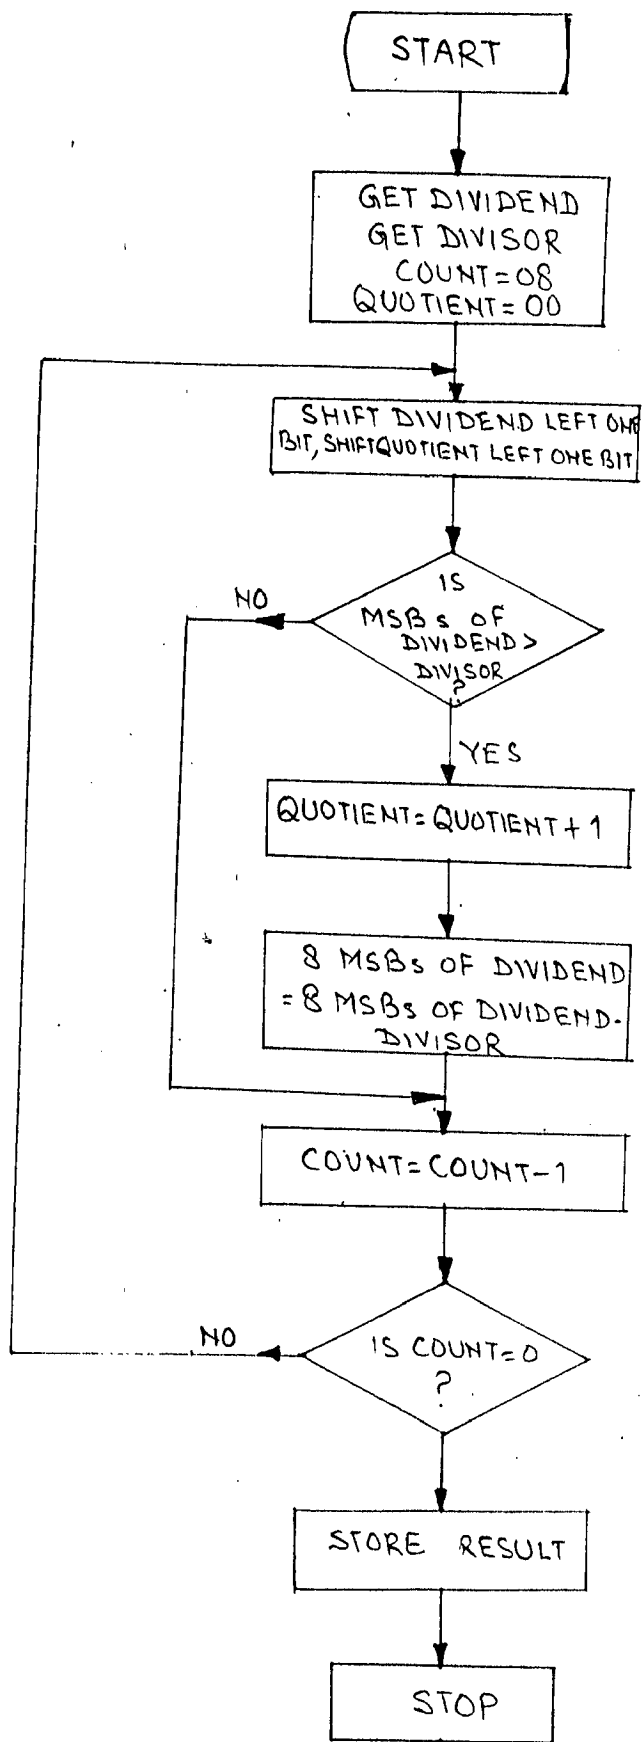 START
GET DIVIDEND
GET DIVISOR
COUNT=08
QUOTIENT=00
SHIFT DIVIDEND LEFT ONE
BIT, SHIFT QUOTIENT LEFT ONE BIT
IS
MSBs OF
DIVIDEND>
DIVISOR
?
NO
YES
QUOTIENT=QUOTIENT+1
8 MSBs OF DIVIDEND
=8 MSBs OF DIVIDEND-
DIVISOR
COUNT=COUNT-1
IS COUNT=0
?
NO
STORE RESULT
STOP